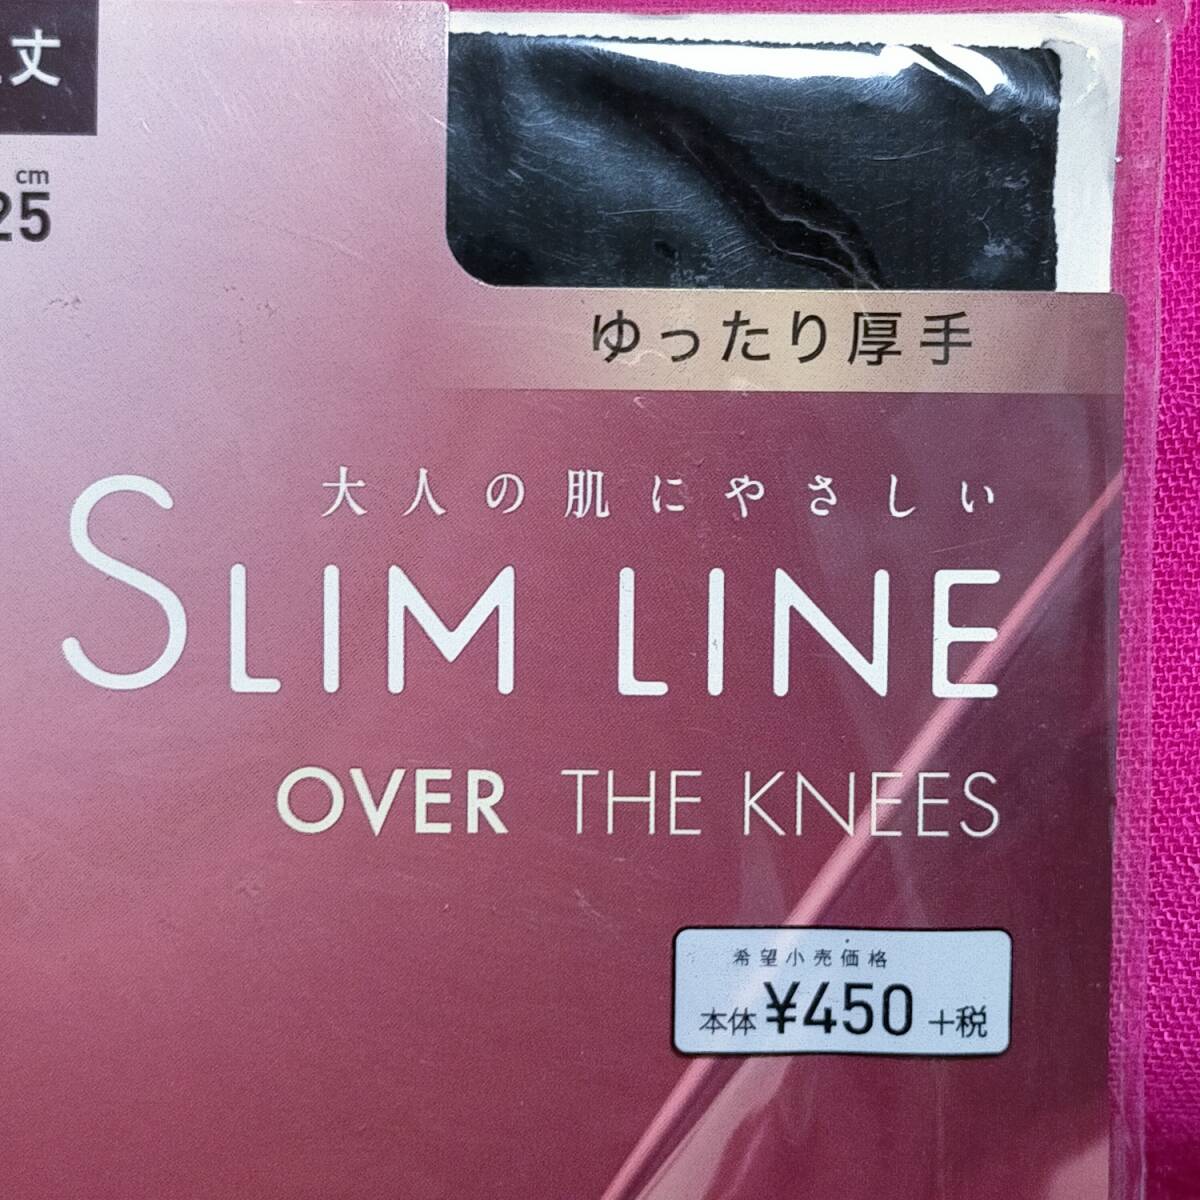 丈
cm
25
ゆったり厚手
大人の肌にやさしい
SLIM LINE
OVER THE KNEES
希望小売価格
本体 ¥450 +税